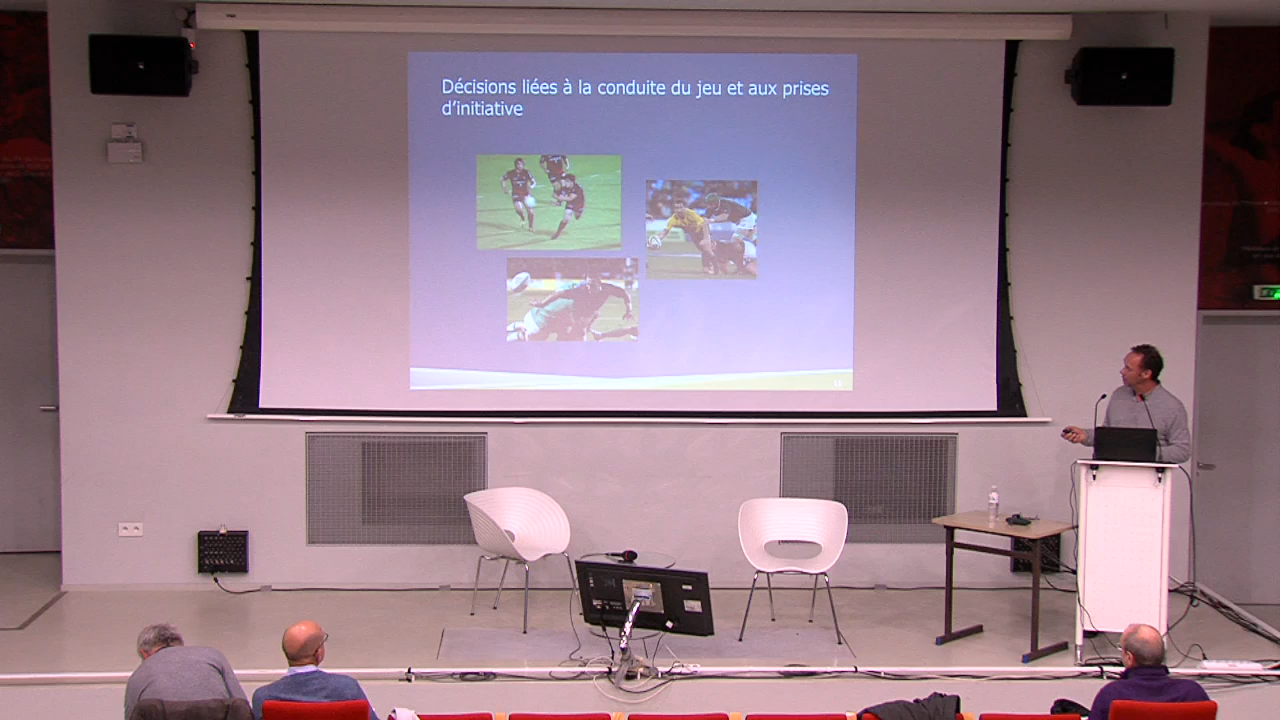 Décisions liées à la conduite du jeu et aux prises
d'initiative